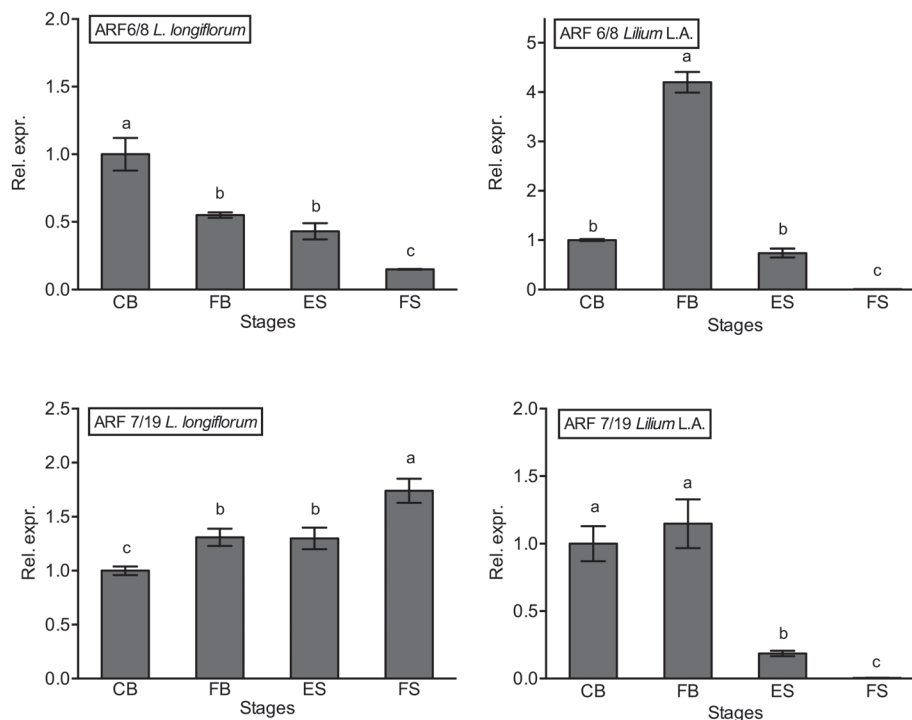 ARF6/8 L. longiflorum
2.0
1.5
1.0
0.5
0.0
Rel. expr.
a
b
b
c
CB FB ES FS
Stages
ARF 6/8 Lilium L.A.
5
4
2
1
0
Rel. expr.
a
b
b
c
CB FB ES FS
Stages
ARF 7/19 L. longiflorum
2.5
2.0
1.5
1.0
0.5
0.0
Rel. expr.
c
b
b
a
CB FB ES FS
Stages
ARF 7/19 Lilium L.A.
2.0
1.5
1.0
0.5
0.0
Rel. expr.
a
a
b
c
CB FB ES FS
Stages